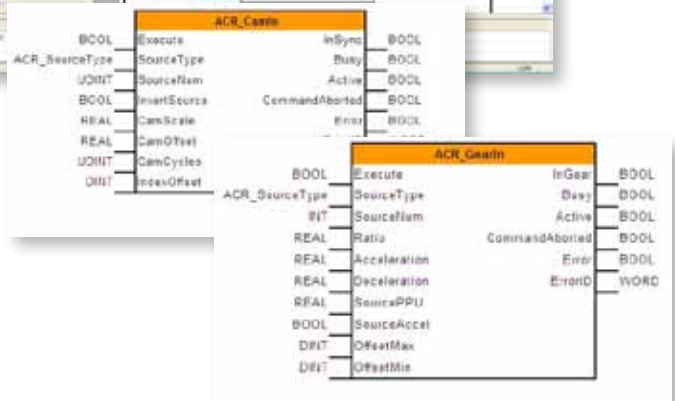 ACR_CamIn
BOOL Execute InSync BOOL
ACR_SourceType SourceType Busy BOOL
UDINT SourceNum Active BOOL
BOOL InvertSource CommandAborted BOOL
REAL CamScale Error BOOL
REAL CamOffset
UDINT CamCycles
DINT IndexOffset
ACR_GearIn
BOOL Execute InGear BOOL
ACR_SourceType SourceType Busy BOOL
INT SourceNum Active BOOL
REAL Ratio CommandAborted BOOL
REAL Acceleration Error BOOL
REAL Deceleration ErrorID WORD
REAL SourcePPU
BOOL SourceAccel
DINT OffsetMax
DINT OffsetMin